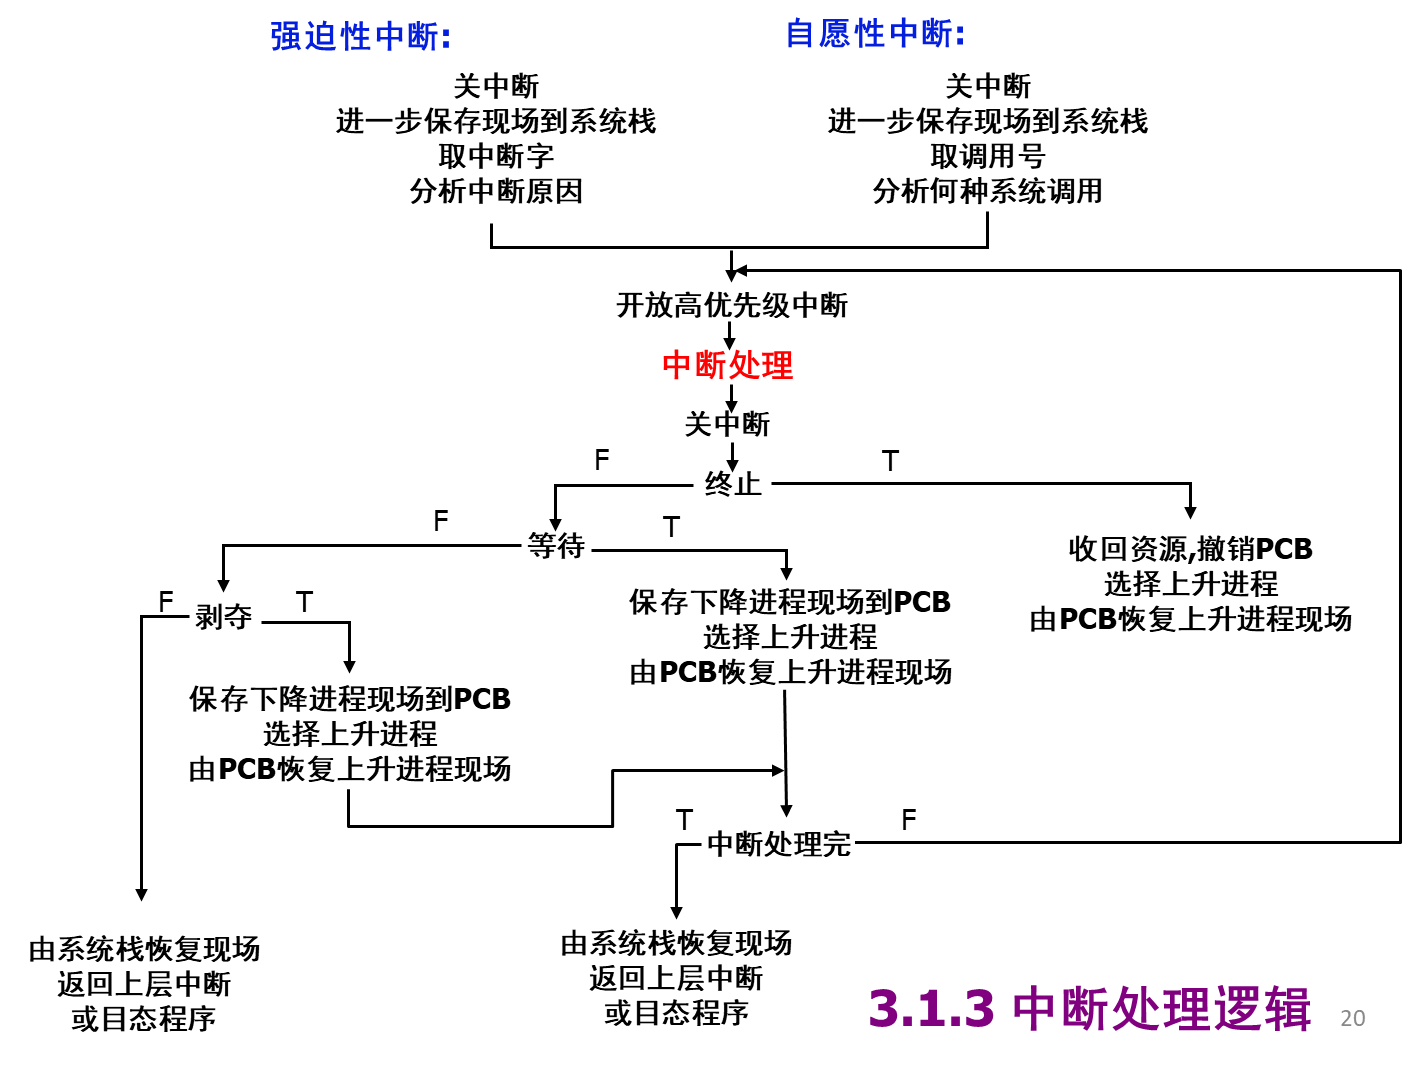 强迫性中断:
自愿性中断:
关中断
进一步保存现场到系统栈
取中断字
分析中断原因
关中断
进一步保存现场到系统栈
取调用号
分析何种系统调用
开放高优先级中断
中断处理
关中断
F
终止
T
F
等待
T
收回资源,撤销PCB
选择上升进程
由PCB恢复上升进程现场
F
剥夺
T
保存下降进程现场到PCB
选择上升进程
由PCB恢复上升进程现场
保存下降进程现场到PCB
选择上升进程
由PCB恢复上升进程现场
T
中断处理完
F
由系统栈恢复现场
返回上层中断
或目态程序
由系统栈恢复现场
返回上层中断
或目态程序
3.1.3 中断处理逻辑
20